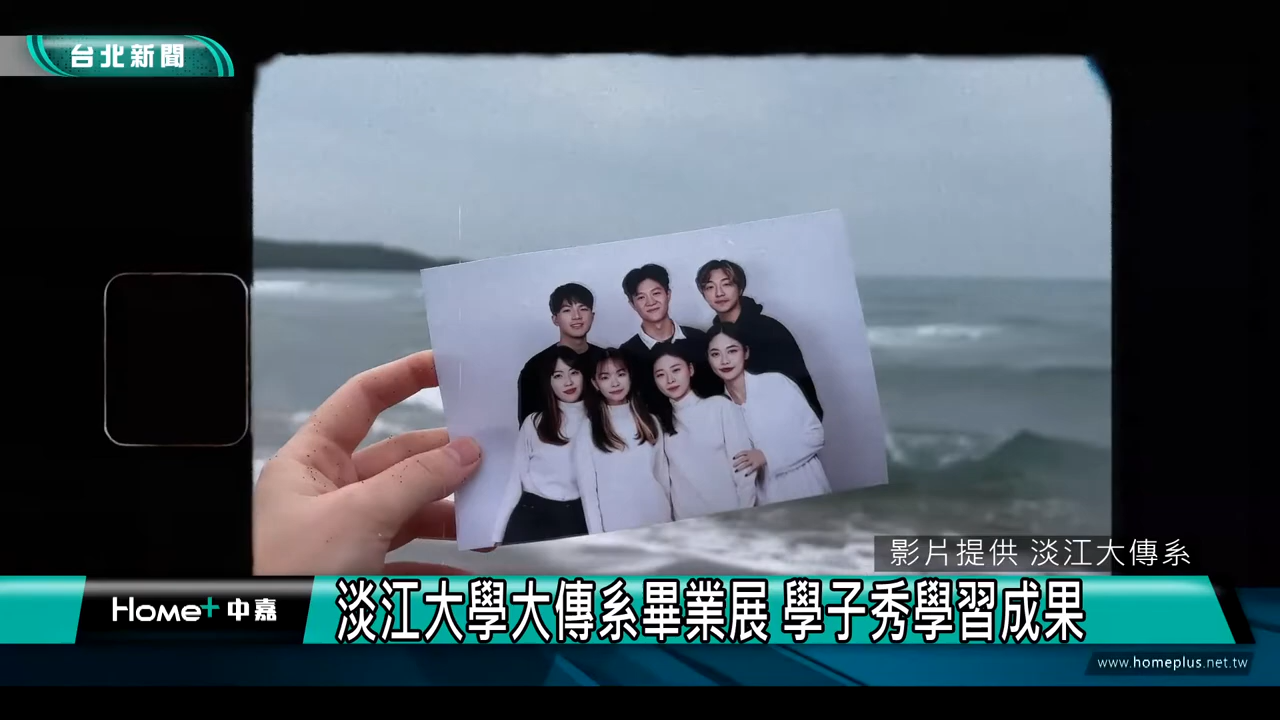 台北新聞
影片提供 淡江大傳系
Home+中嘉
淡江大學大傳系畢業展 學子秀學習成果
www.homeplus.net.tw